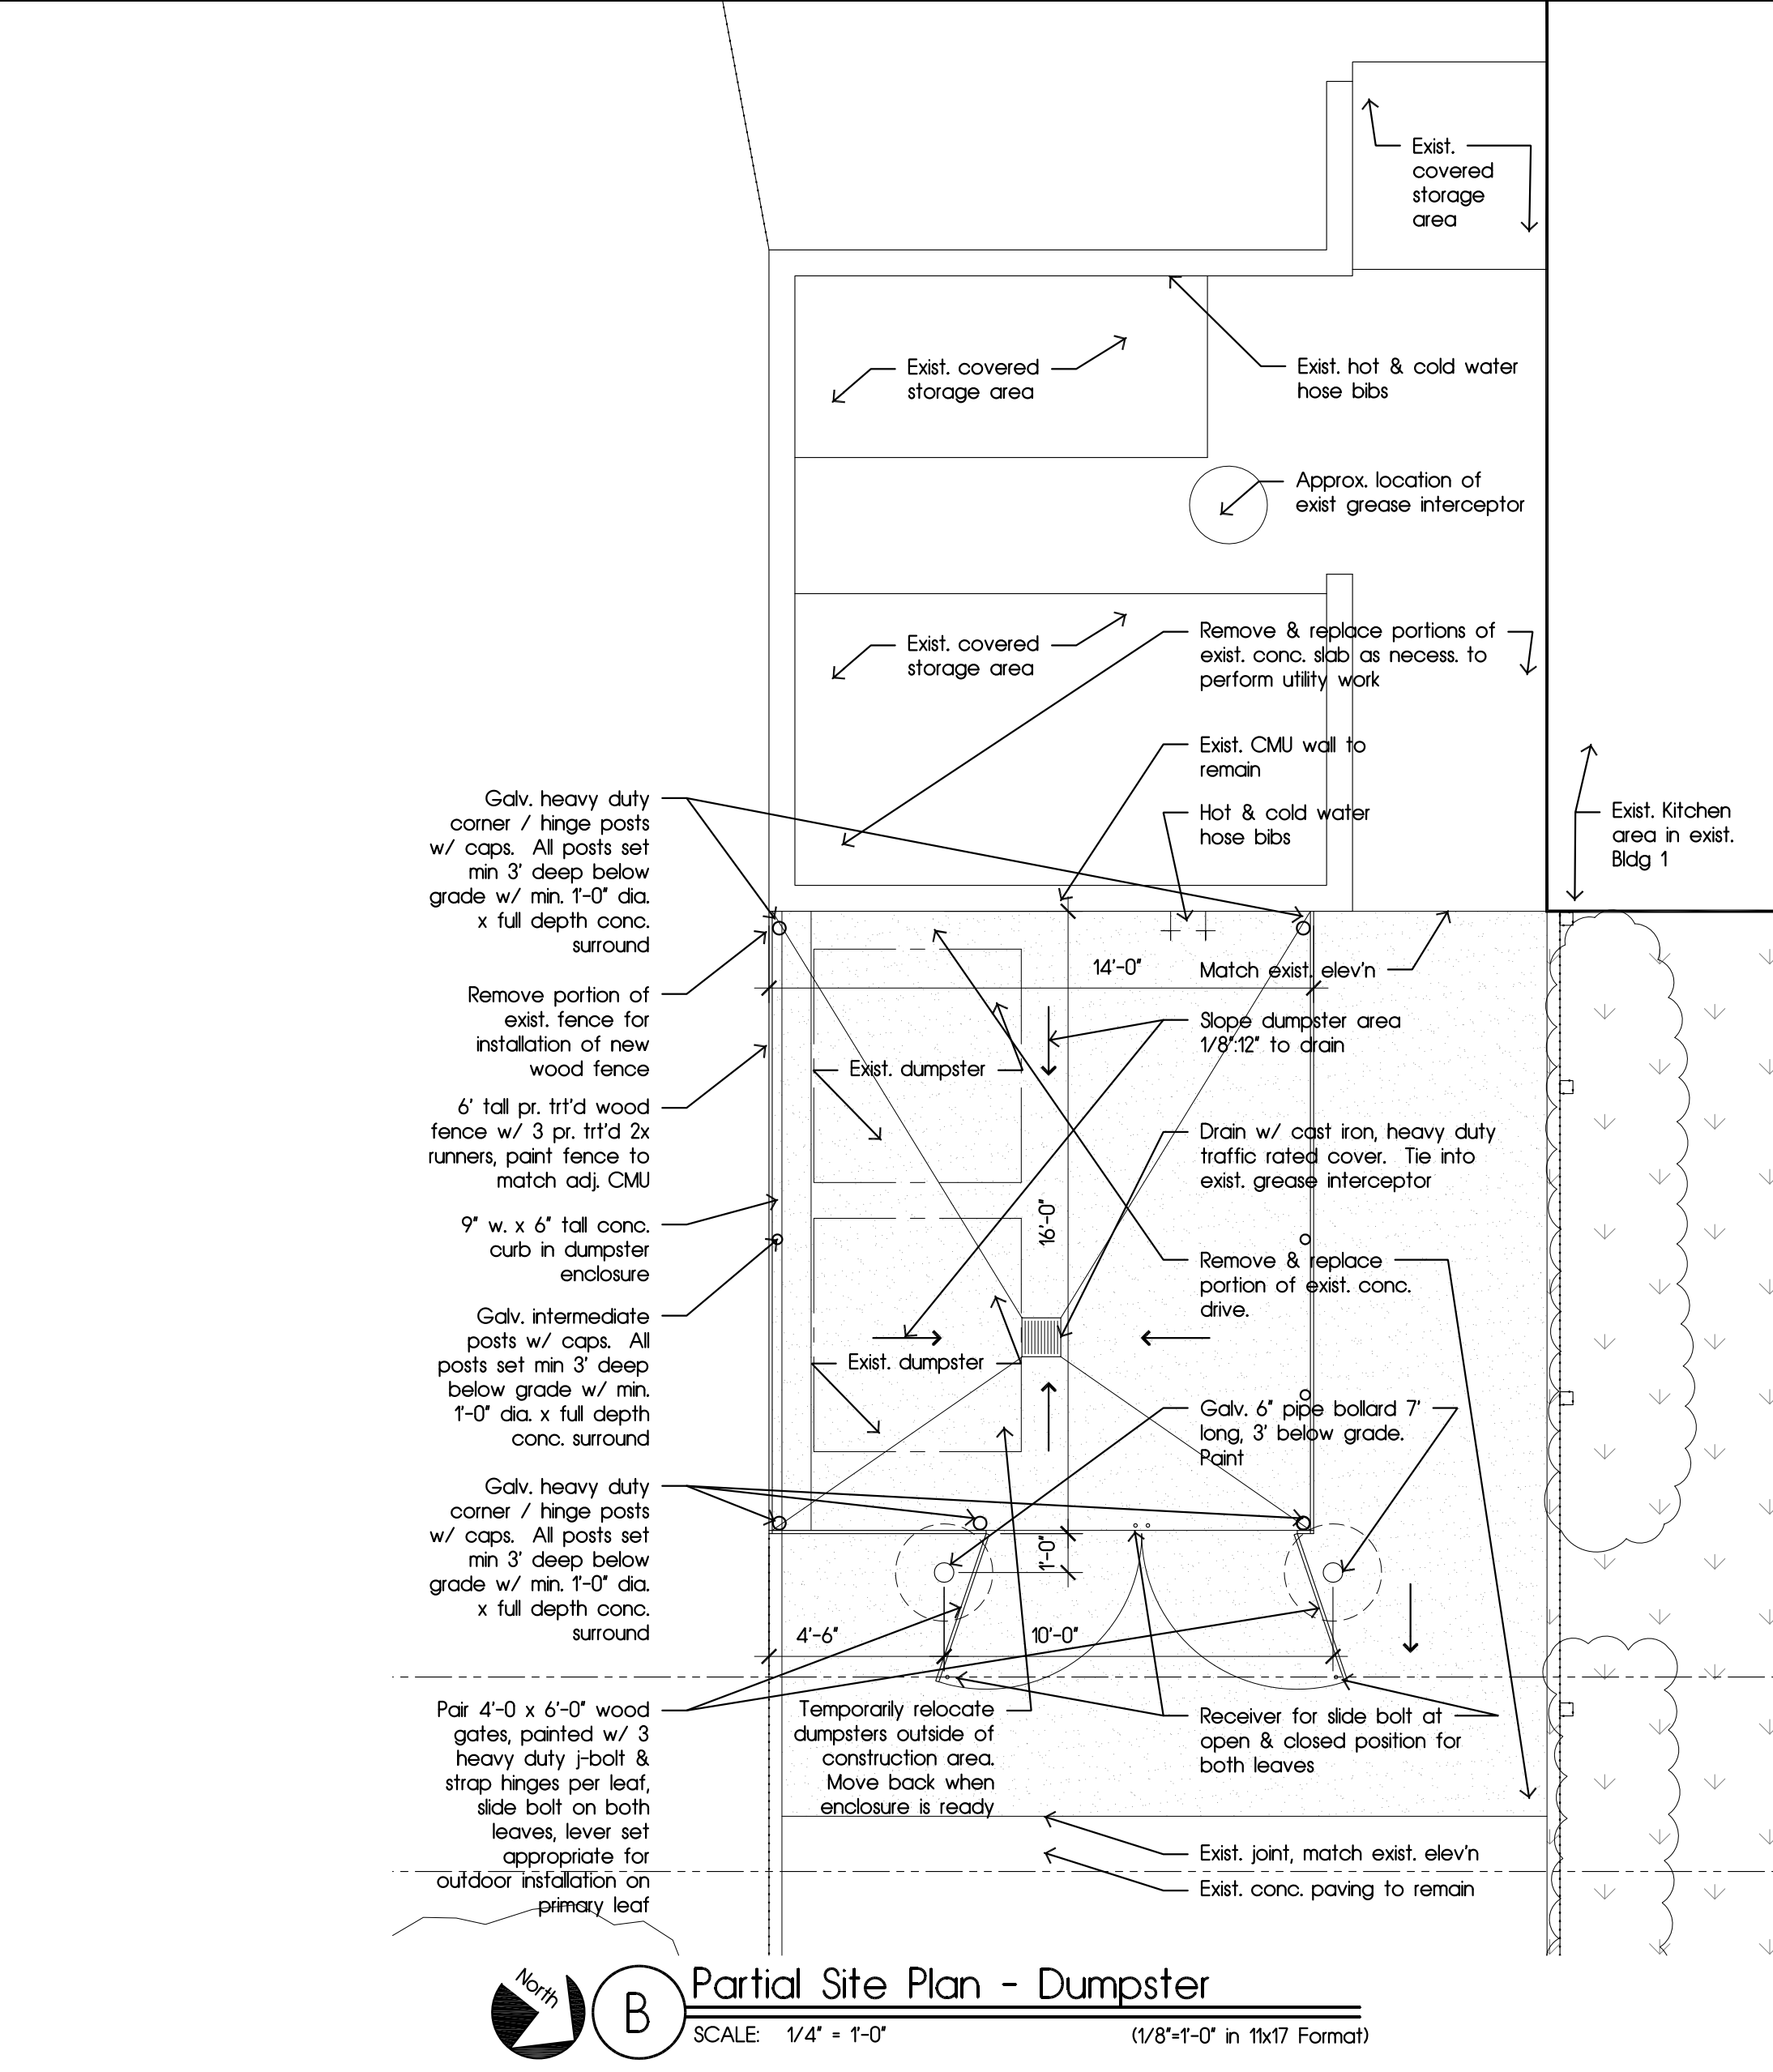 Exist.
covered
storage
area
Exist. covered
storage area
Exist. hot & cold water
hose bibs
Approx. location of
exist grease interceptor
Exist. covered
storage area
Remove & replace portions of
exist. conc. slab as necess. to
perform utility work
Exist. CMU wall to
remain
Hot & cold water
hose bibs
Exist. Kitchen
area in exist.
Bldg 1
Galv. heavy duty
corner / hinge posts
w/ caps. All posts set
min 3' deep below
grade w/ min. 1'-0" dia.
x full depth conc.
surround
Remove portion of
exist. fence for
installation of new
wood fence
6' tall pr. trt'd wood
fence w/ 3 pr. trt'd 2x
runners, paint fence to
match adj. CMU
9" w. x 6" tall conc.
curb in dumpster
enclosure
Galv. intermediate
posts w/ caps. All
posts set min 3' deep
below grade w/ min.
1'-0" dia. x full depth
conc. surround
Galv. heavy duty
corner / hinge posts
w/ caps. All posts set
min 3' deep below
grade w/ min. 1'-0" dia.
x full depth conc.
surround
Pair 4'-0 x 6'-0" wood
gates, painted w/ 3
heavy duty j-bolt &
strap hinges per leaf,
slide bolt on both
leaves, lever set
appropriate for
outdoor installation on
primary leaf
14'-0"
Match exist. elev'n
Slope dumpster area
1/8":12" to drain
Exist. dumpster
Drain w/ cast iron, heavy duty
traffic rated cover. Tie into
exist. grease interceptor
16'-0"
Remove & replace
portion of exist. conc.
drive.
Exist. dumpster
Galv. 6" pipe bollard 7'
long, 3' below grade.
Paint
1'-0"
4'-6"
10'-0"
Temporarily relocate
dumpsters outside of
construction area.
Move back when
enclosure is ready
Receiver for slide bolt at
open & closed position for
both leaves
Exist. joint, match exist. elev'n
Exist. conc. paving to remain
North
B
Partial Site Plan - Dumpster
SCALE: 1/4" = 1'-0"
(1/8"=1'-0" in 11x17 Format)